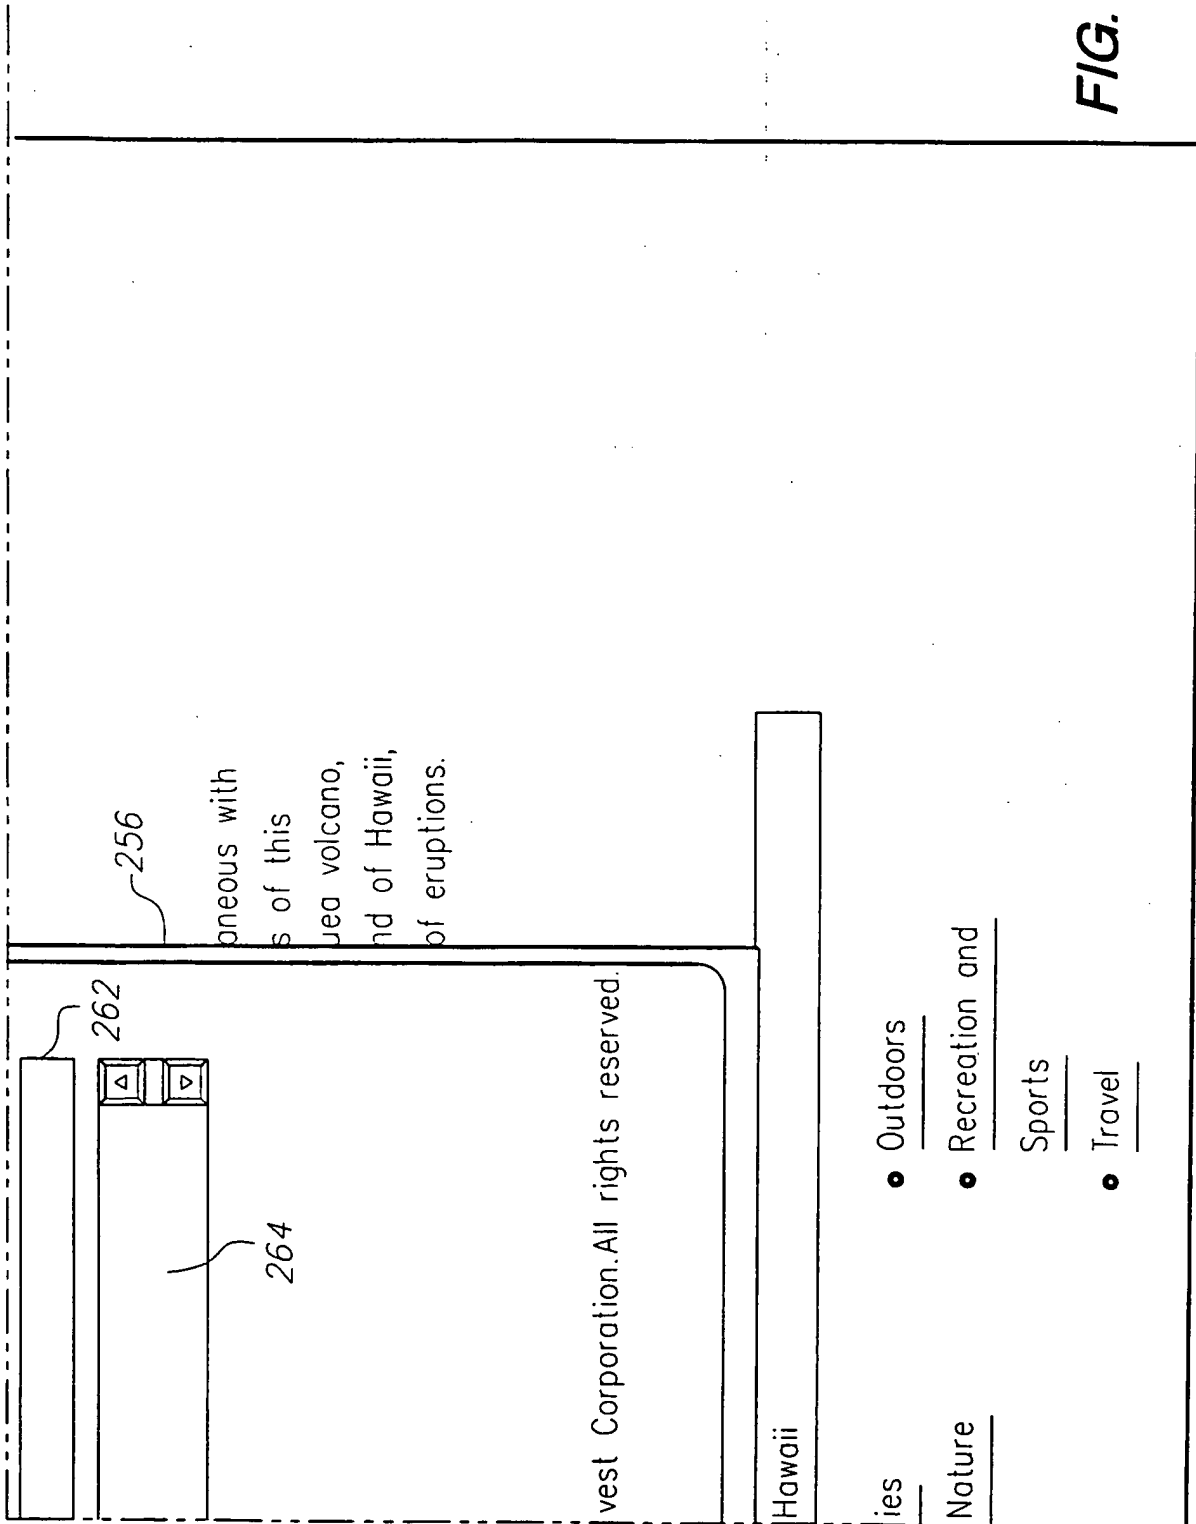 262
264
256
aneous with
s of this
uea volcano,
nd of Hawaii,
of eruptions.
vest Corporation.All rights reserved.
Hawaii
ies
Nature
• Outdoors
• Recreation and
Sports
• Travel
FIG.